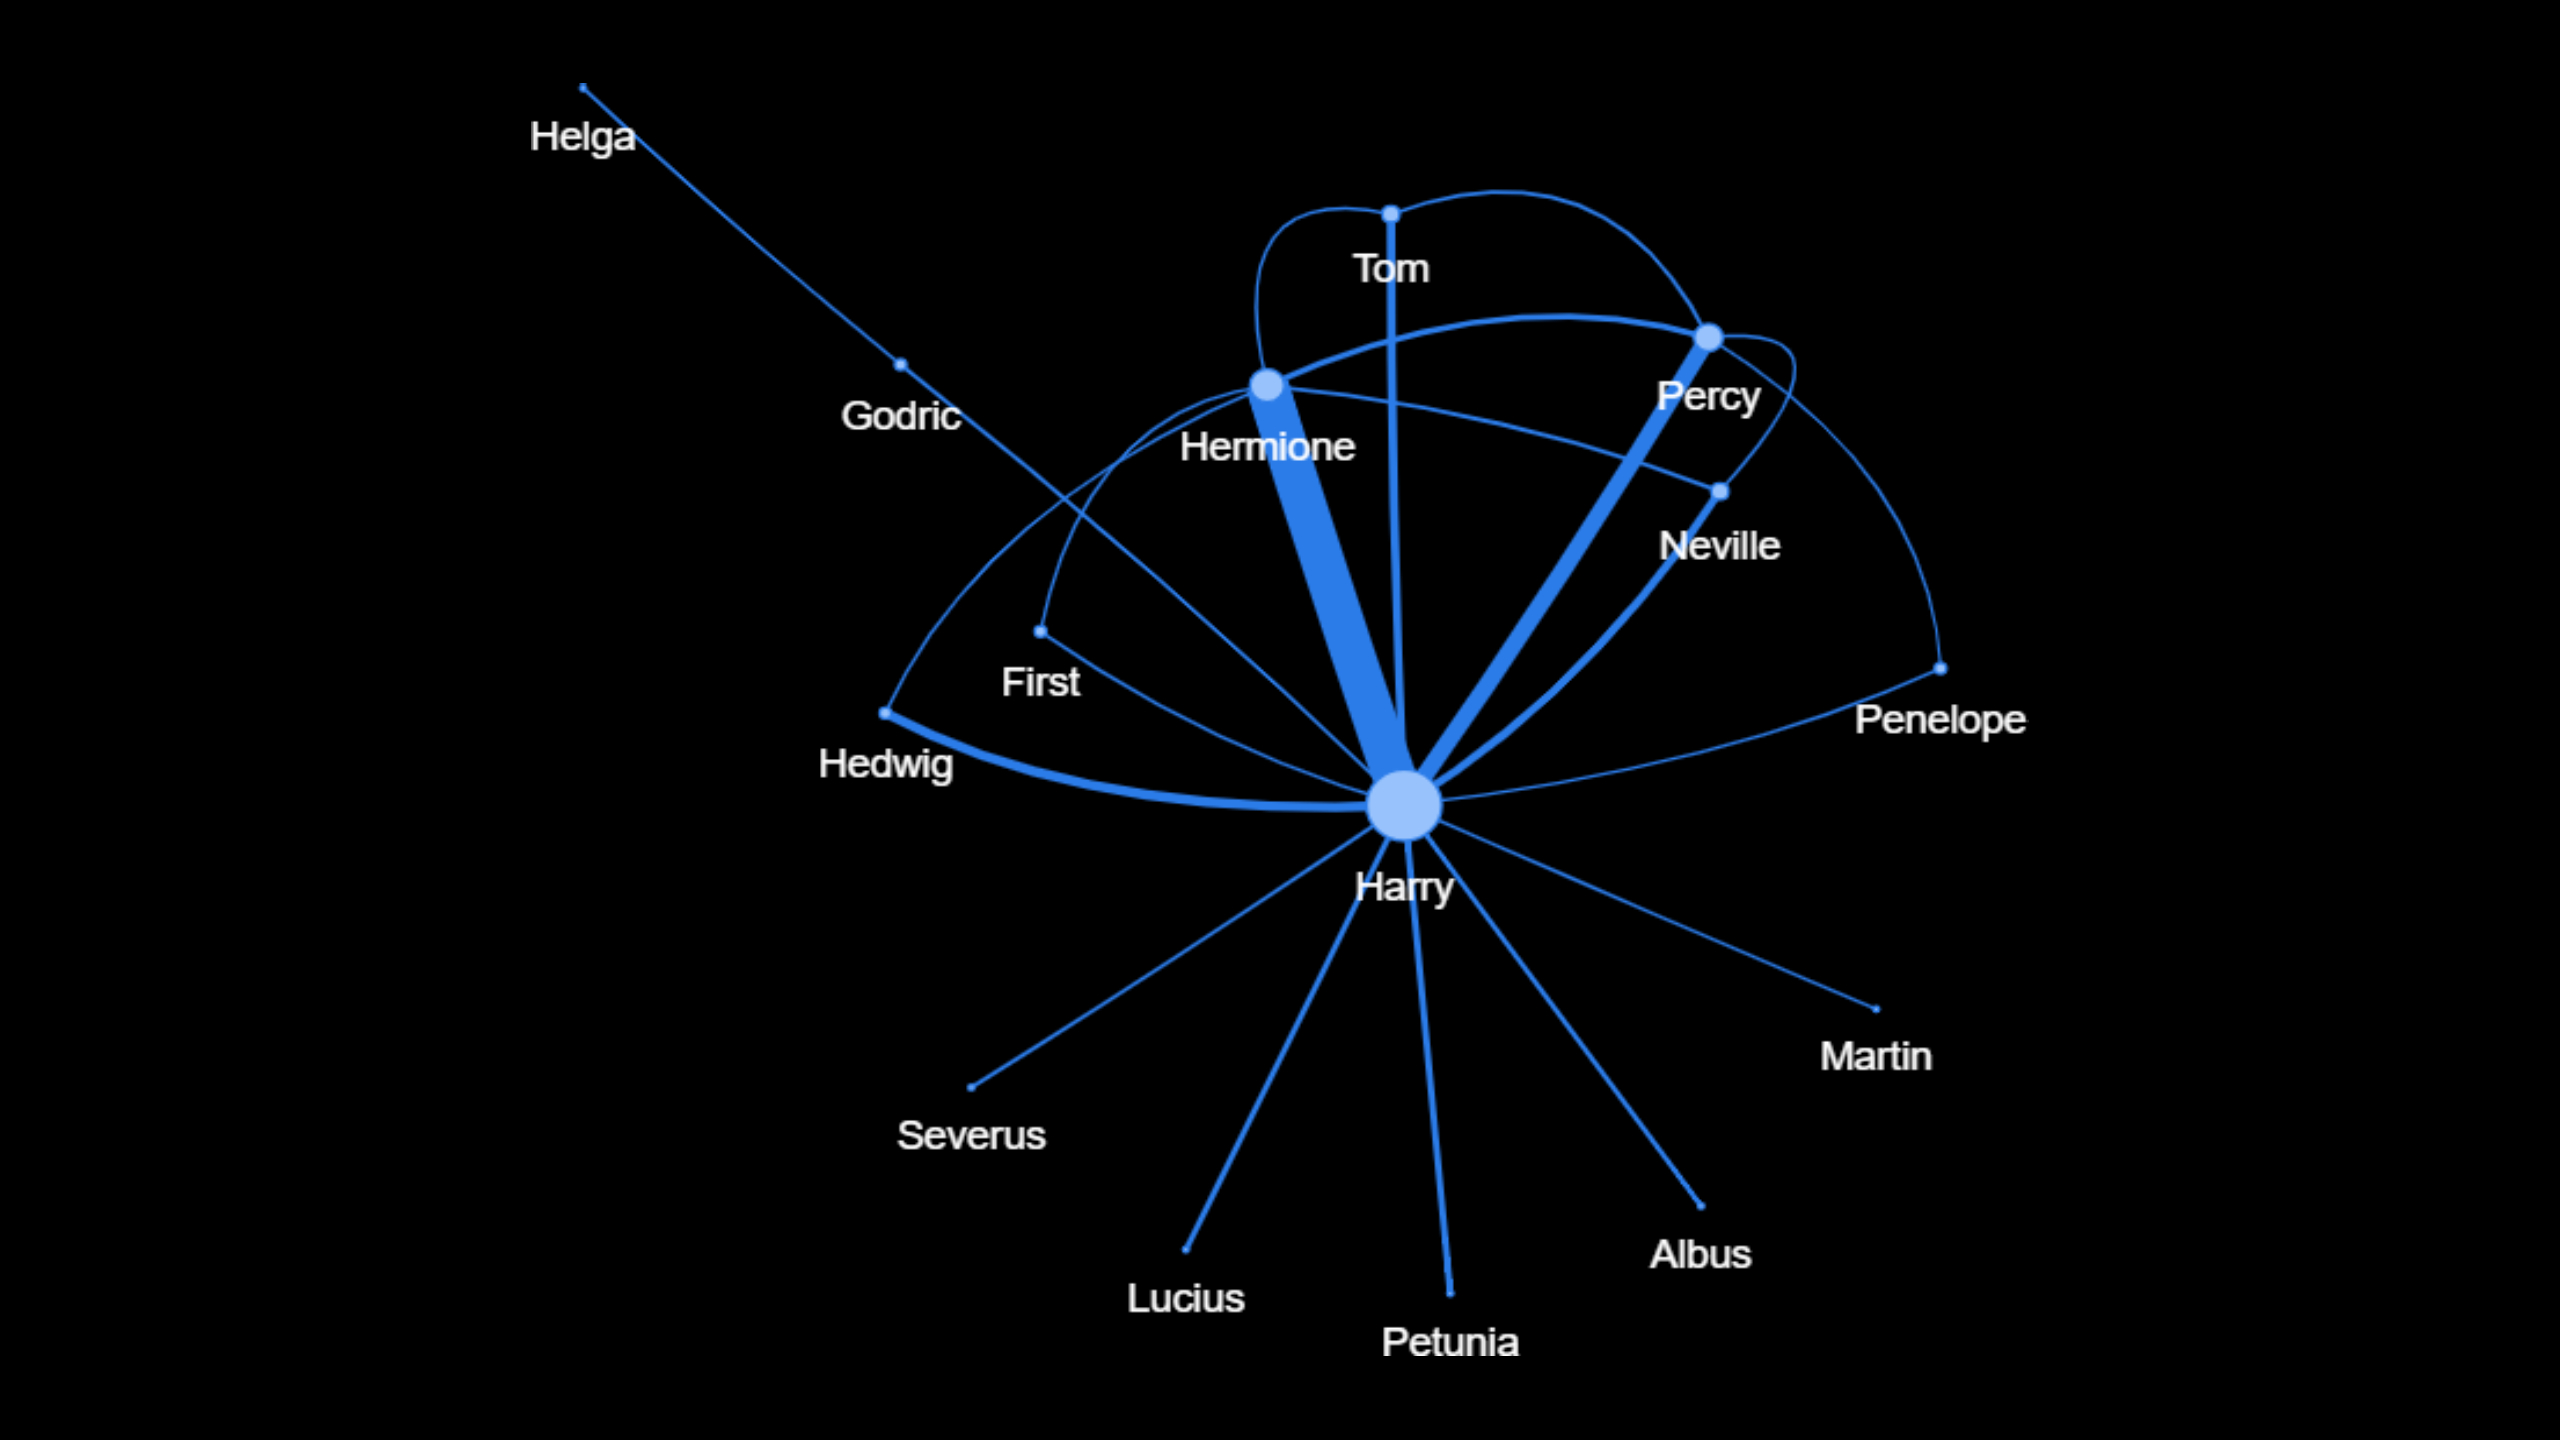 Helga
Tom
Percy
Godric
Hermione
Neville
First
Penelope
Hedwig
Harry
Martin
Severus
Albus
Lucius
Petunia